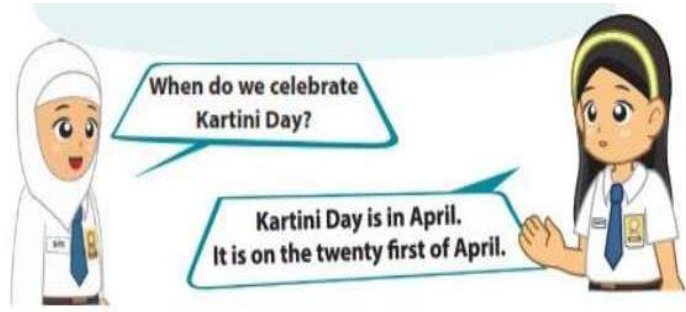 When do we celebrate
Kartini Day?
Kartini Day is in April.
It is on the twenty first of April.